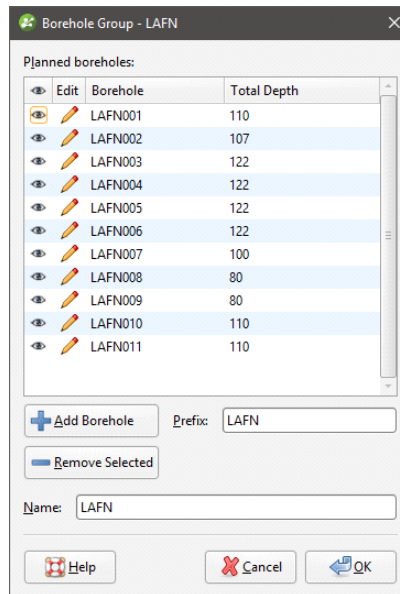 Borehole Group - LAFN
Planned boreholes:
Edit Borehole Total Depth
LAFN001 110
LAFN002 107
LAFN003 122
LAFN004 122
LAFN005 122
LAFN006 122
LAFN007 100
LAFN008 80
LAFN009 80
LAFN010 110
LAFN011 110
Add Borehole Prefix: LAFN
Remove Selected
Name: LAFN
Help Cancel OK